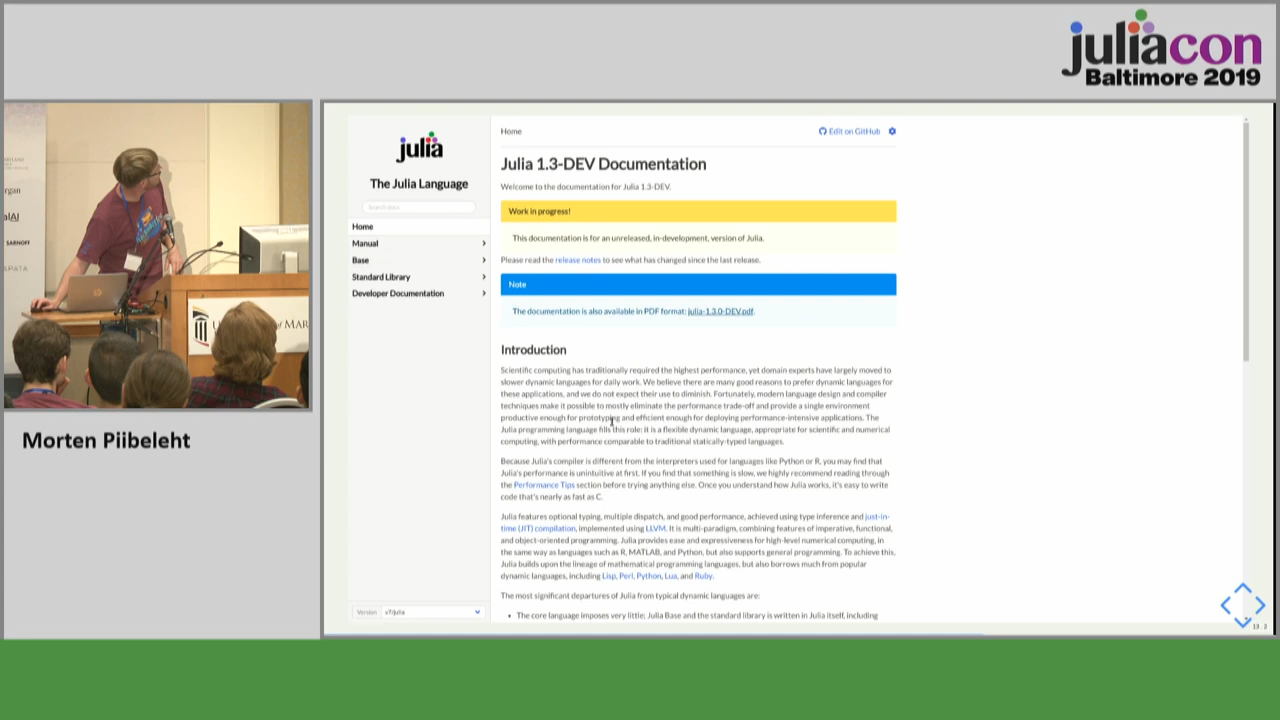 juliacon
Baltimore 2019
rgan
alAI
SARNOFF
UPATA
MAR
Morten Piibeleht
julia
The Julia Language
Search docs
Home
Manual
Base
Standard Library
Developer Documentation
Version v7/julia
Home
Edit on GitHub
Julia 1.3-DEV Documentation
Welcome to the documentation for Julia 1.3-DEV.
Work in progress!
This documentation is for an unreleased, in-development, version of Julia.
Please read the release notes to see what has changed since the last release.
Note
The documentation is also available in PDF format: julia-1.3.0-DEV.pdf.
Introduction
Scientific computing has traditionally required the highest performance, yet domain experts have largely moved to
slower dynamic languages for daily work. We believe there are many good reasons to prefer dynamic languages for
these applications, and we do not expect their use to diminish. Fortunately, modern language design and compiler
techniques make it possible to mostly eliminate the performance trade-off and provide a single environment
productive enough for prototyping and efficient enough for deploying performance-intensive applications. The
Julia programming language fills this role: it is a flexible dynamic language, appropriate for scientific and numerical
computing, with performance comparable to traditional statically-typed languages.
Because Julia's compiler is different from the interpreters used for languages like Python or R, you may find that
Julia's performance is unintuitive at first. If you find that something is slow, we highly recommend reading through
the Performance Tips section before trying anything else. Once you understand how Julia works, it's easy to write
code that's nearly as fast as C.
Julia features optional typing, multiple dispatch, and good performance, achieved using type inference and just-in-
time (JIT) compilation, implemented using LLVM. It is multi-paradigm, combining features of imperative, functional,
and object-oriented programming. Julia provides ease and expressiveness for high-level numerical computing, in
the same way as languages such as R, MATLAB, and Python, but also supports general programming. To achieve this,
Julia builds upon the lineage of mathematical programming languages, but also borrows much from popular
dynamic languages, including Lisp, Perl, Python, Lua, and Ruby.
The most significant departures of Julia from typical dynamic languages are:
• The core language imposes very little; Julia Base and the standard library is written in Julia itself, including
13.2